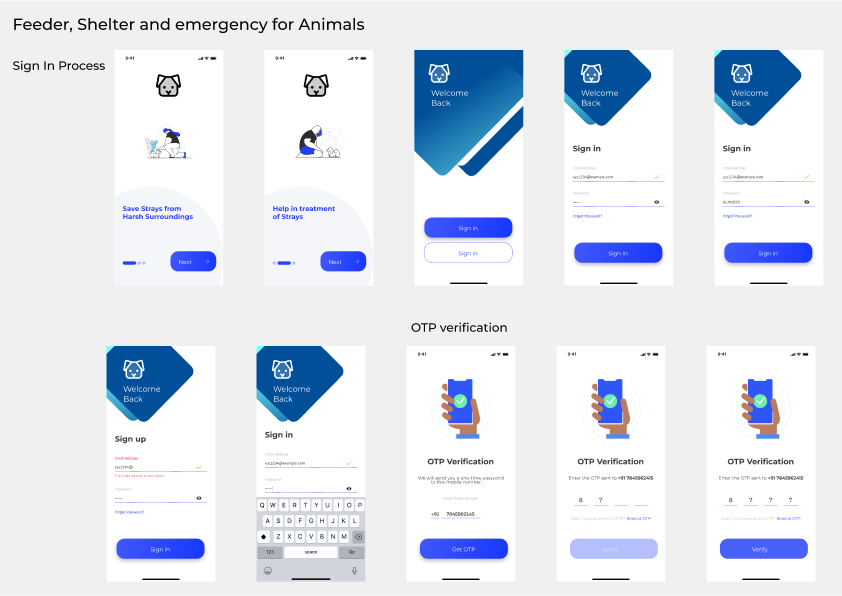 Feeder, Shelter and emergency for Animals
Sign In Process
9:41
Save Strays from
Harsh Surroundings
Next
9:41
Help in treatment
of Strays
Next
Welcome
Back
Sign in
Sign in
Welcome
Back
Sign in
Email Address
xyz1234@example.com
Password
Forgot Password?
Sign in
Welcome
Back
Sign in
Email Address
xyz1234@example.com
Password
Forgot Password?
Sign in
OTP verification
Welcome
Back
Sign up
Email Address
xyz1234@
Password
Forgot Password?
Sign in
Welcome
Back
Sign in
Email Address
xyz1234@example.com
Password
Q W E R T Y U I O P
A S D F G H J K L
Z X C V B N M
123 space Go
9:41
OTP Verification
We will send you a one-time password
to this mobile number.
Enter Mobile Number
+91 7845962145
Get OTP
9:41
OTP Verification
Enter the OTP sent to +91 7845962415
8 7
Didn't you receive the OTP? Resend OTP
Verify
9:41
OTP Verification
Enter the OTP sent to +91 7845962415
8 7 7 7
Didn't you receive the OTP? Resend OTP
Verify